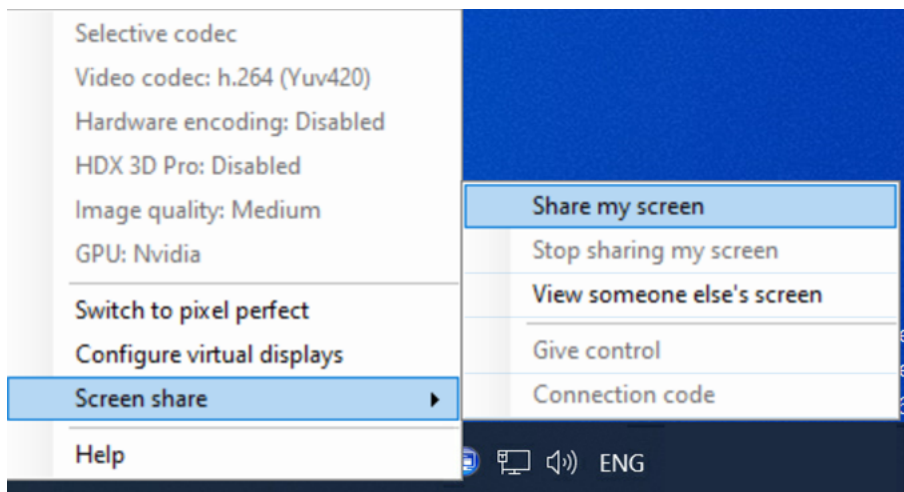 Selective codec
Video codec: h.264 (Yuv420)
Hardware encoding: Disabled
HDX 3D Pro: Disabled
Image quality: Medium
GPU: Nvidia
Switch to pixel perfect
Configure virtual displays
Screen share
Help
Share my screen
Stop sharing my screen
View someone else's screen
Give control
Connection code
ENG